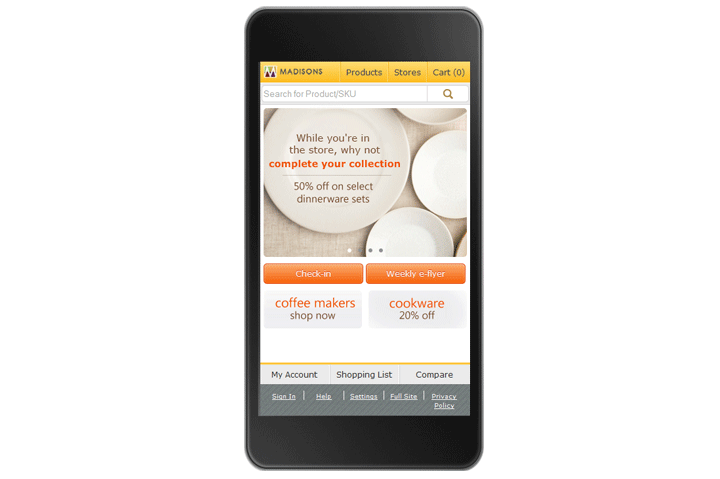 MADISONS Products Stores Cart (0)
Search for Product/SKU
While you're in
the store, why not
complete your collection
50% off on select
dinnerware sets
Check-in Weekly e-flyer
coffee makers
shop now
cookware
20% off
My Account Shopping List Compare
Sign In Help Settings Full Site Privacy
Policy